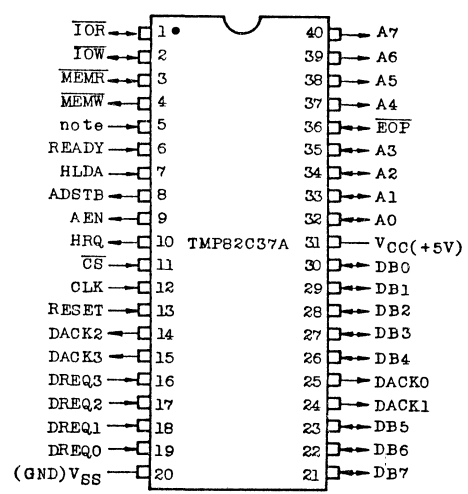 IOR 1 40 A7
IOW 2 39 A6
MEMR 3 38 A5
MEMW 4 37 A4
note 5 36 EOP
READY 6 35 A3
HLDA 7 34 A2
ADSTB 8 33 A1
AEN 9 32 A0
HRQ 10 TMP82C37A 31 VCC(+5V)
CS 11 30 DB0
CLK 12 29 DB1
RESET 13 28 DB2
DACK2 14 27 DB3
DACK3 15 26 DB4
DREQ3 16 25 DACK0
DREQ2 17 24 DACK1
DREQ1 18 23 DB5
DREQ0 19 22 DB6
(GND)VSS 20 21 DB7